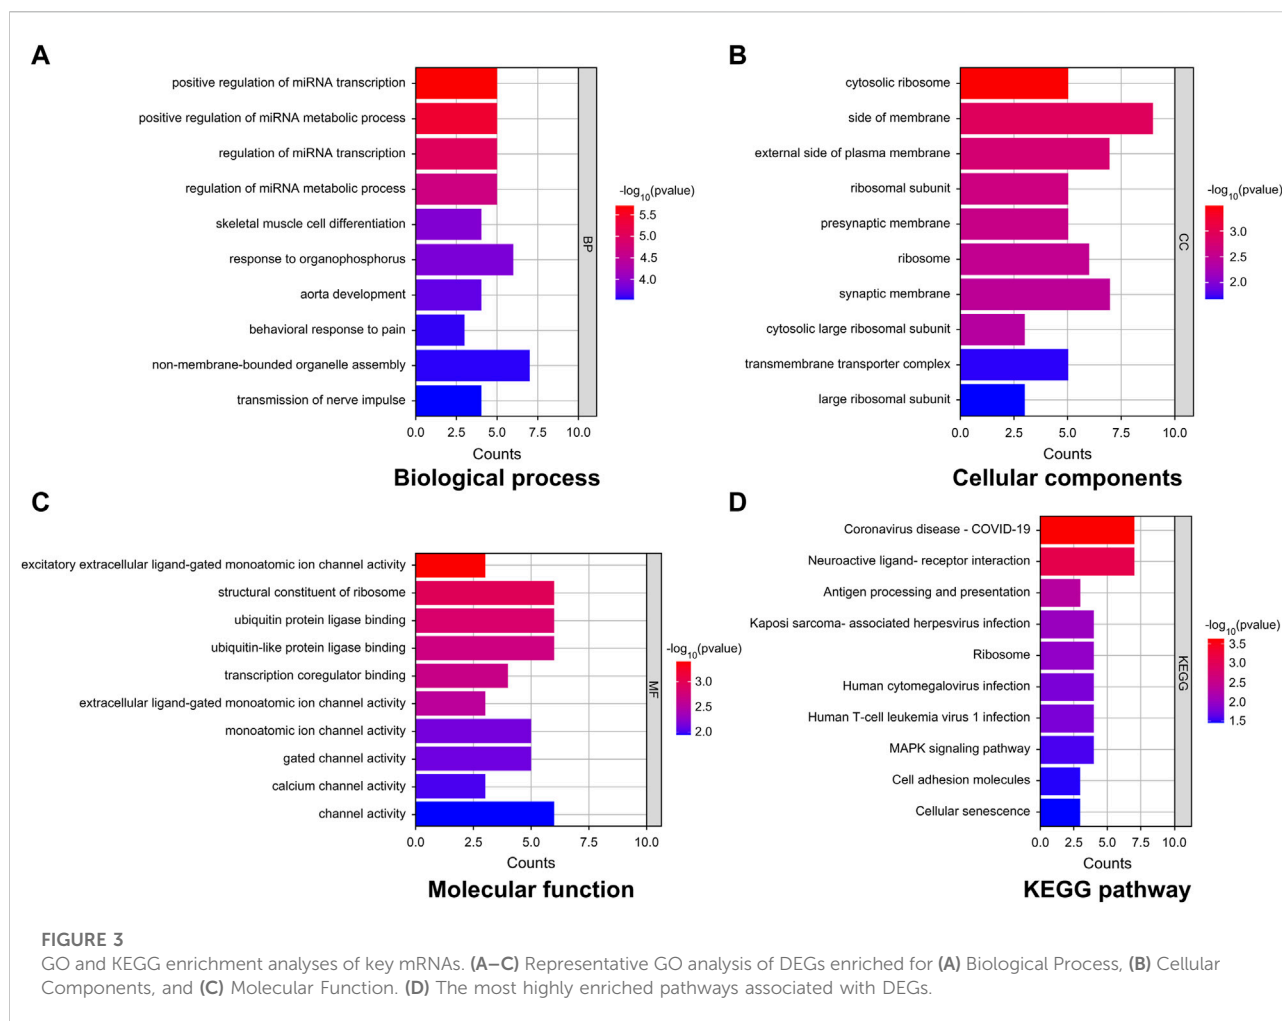 A
positive regulation of miRNA transcription
positive regulation of miRNA metabolic process
regulation of miRNA transcription
regulation of miRNA metabolic process
skeletal muscle cell differentiation
response to organophosphorus
aorta development
behavioral response to pain
non-membrane-bounded organelle assembly
transmission of nerve impulse
0.0 2.5 5.0 7.5 10.0
Counts
Biological process
BP
-log10(pvalue)
5.5
5.0
4.5
4.0
B
cytosolic ribosome
side of membrane
external side of plasma membrane
ribosomal subunit
presynaptic membrane
ribosome
synaptic membrane
cytosolic large ribosomal subunit
transmembrane transporter complex
large ribosomal subunit
0.0 2.5 5.0 7.5 10.0
Counts
Cellular components
CC
-log10(pvalue)
3.0
2.5
2.0
C
excitatory extracellular ligand-gated monoatomic ion channel activity
structural constituent of ribosome
ubiquitin protein ligase binding
ubiquitin-like protein ligase binding
transcription coregulator binding
extracellular ligand-gated monoatomic ion channel activity
monoatomic ion channel activity
gated channel activity
calcium channel activity
channel activity
0.0 2.5 5.0 7.5 10.0
Counts
Molecular function
MF
-log10(pvalue)
3.0
2.5
2.0
D
Coronavirus disease - COVID-19
Neuroactive ligand- receptor interaction
Antigen processing and presentation
Kaposi sarcoma- associated herpesvirus infection
Ribosome
Human cytomegalovirus infection
Human T-cell leukemia virus 1 infection
MAPK signaling pathway
Cell adhesion molecules
Cellular senescence
0.0 2.5 5.0 7.5 10.0
Counts
KEGG pathway
KEGG
-log10(pvalue)
3.5
3.0
2.5
2.0
1.5
FIGURE 3
GO and KEGG enrichment analyses of key mRNAs. (A–C) Representative GO analysis of DEGs enriched for (A) Biological Process, (B) Cellular
Components, and (C) Molecular Function. (D) The most highly enriched pathways associated with DEGs.